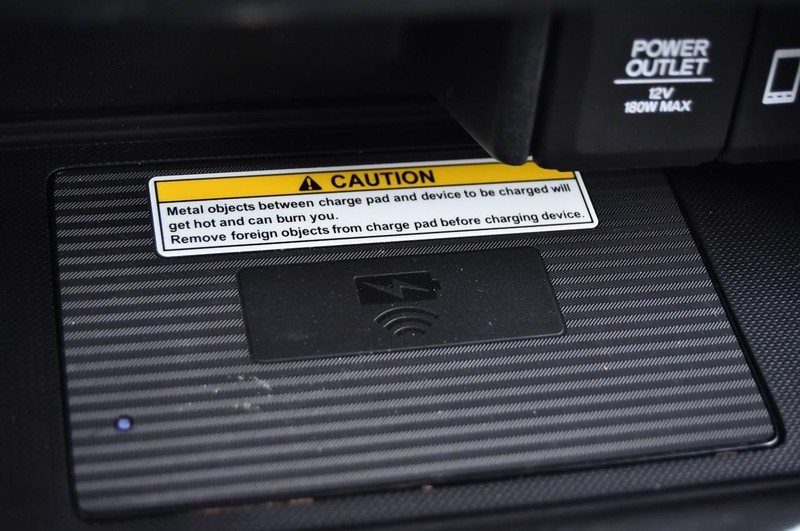 POWER
OUTLET
12V
180W MAX
CAUTION
Metal objects between charge pad and device to be charged will
get hot and can burn you.
Remove foreign objects from charge pad before charging device.